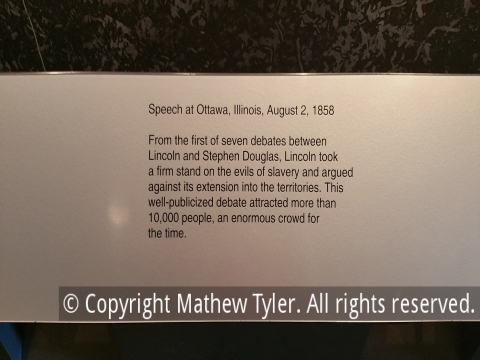 Speech at Ottawa, Illinois, August 2, 1858
From the first of seven debates between
Lincoln and Stephen Douglas, Lincoln took
a firm stand on the evils of slavery and argued
against its extension into the territories. This
well-publicized debate attracted more than
10,000 people, an enormous crowd for
the time.
© Copyright Mathew Tyler. All rights reserved.